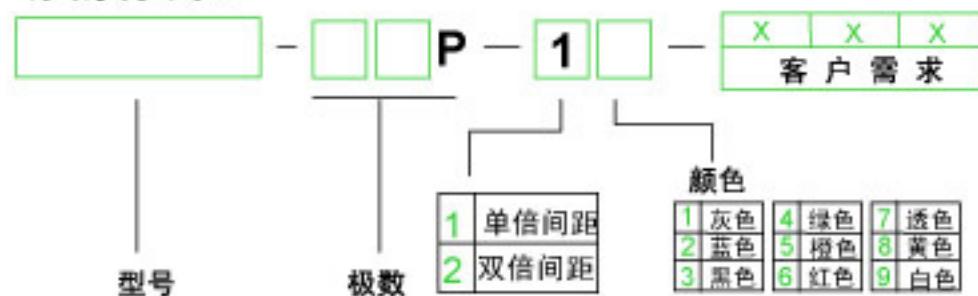 - P - 1 - X X X
客户需求
颜色
1 单倍间距
2 双倍间距
1 灰色 4 绿色 7 透色
2 蓝色 5 橙色 8 黄色
3 黑色 6 红色 9 白色
型号 极数